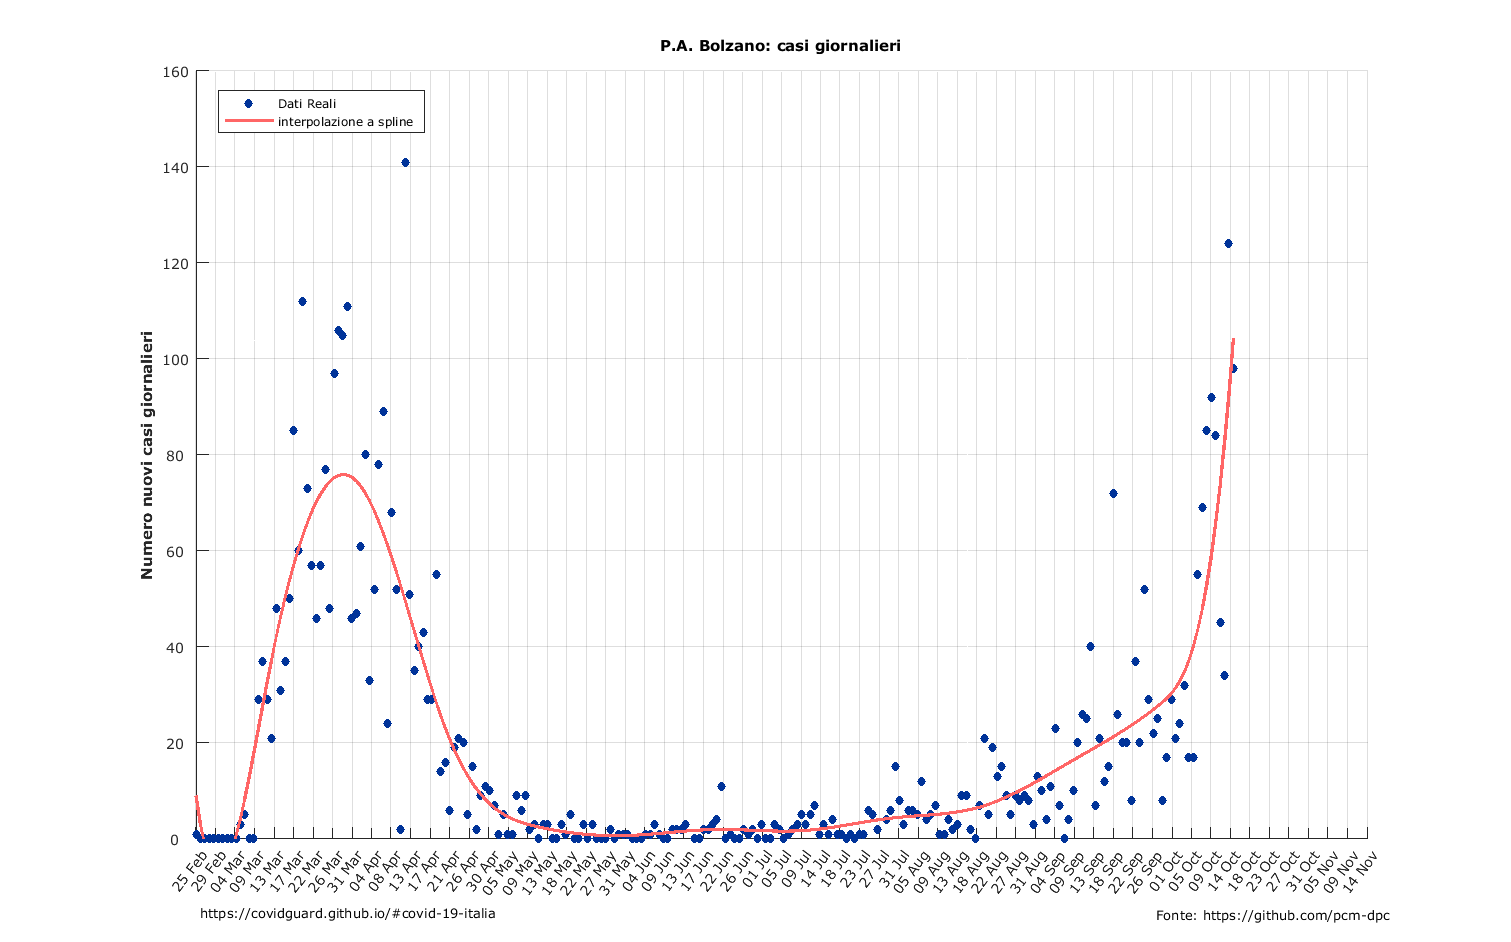 P.A. Bolzano: casi giornalieri
Numero nuovi casi giornalieri
160
140
120
100
80
60
40
20
0
Dati Reali
interpolazione a spline
25 Feb
29 Feb
04 Mar
09 Mar
13 Mar
17 Mar
22 Mar
26 Mar
31 Mar
04 Apr
08 Apr
13 Apr
17 Apr
21 Apr
26 Apr
30 Apr
05 May
09 May
13 May
18 May
22 May
27 May
31 May
04 Jun
09 Jun
13 Jun
17 Jun
22 Jun
26 Jun
01 Jul
05 Jul
09 Jul
14 Jul
18 Jul
23 Jul
27 Jul
31 Jul
05 Aug
09 Aug
13 Aug
18 Aug
22 Aug
27 Aug
31 Aug
04 Sep
09 Sep
13 Sep
18 Sep
22 Sep
26 Sep
01 Oct
05 Oct
09 Oct
14 Oct
18 Oct
23 Oct
27 Oct
31 Oct
05 Nov
09 Nov
14 Nov
https://covidguard.github.io/#covid-19-italia
Fonte: https://github.com/pcm-dpc